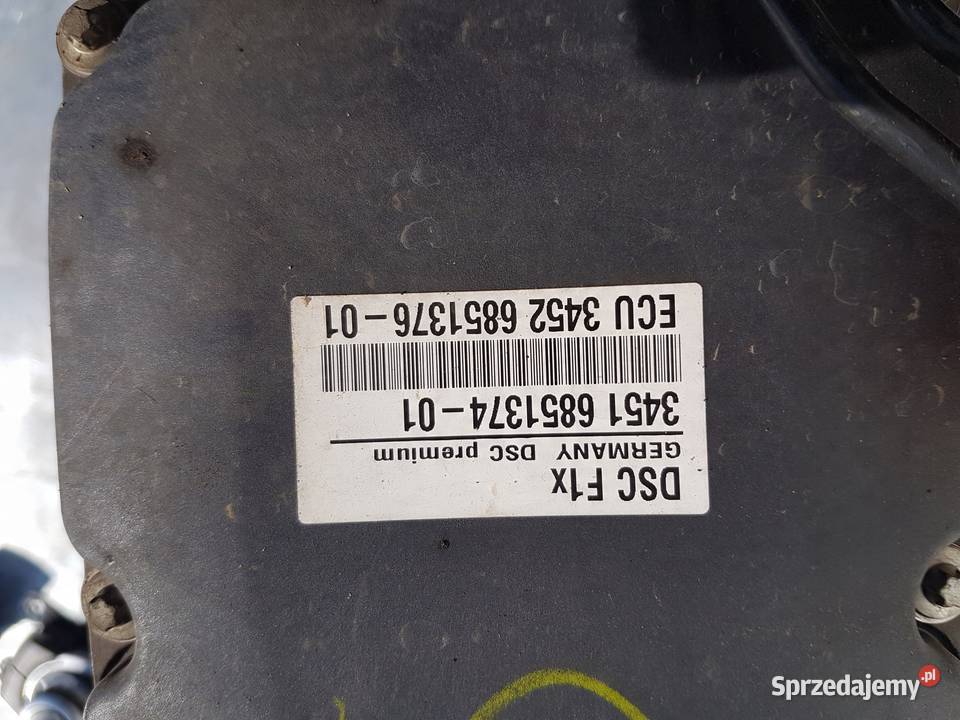 DSC F1x
GERMANY DSC premium
3451 6851374-01
ECU 3452 6851376-01
Sprzedajemy.pl